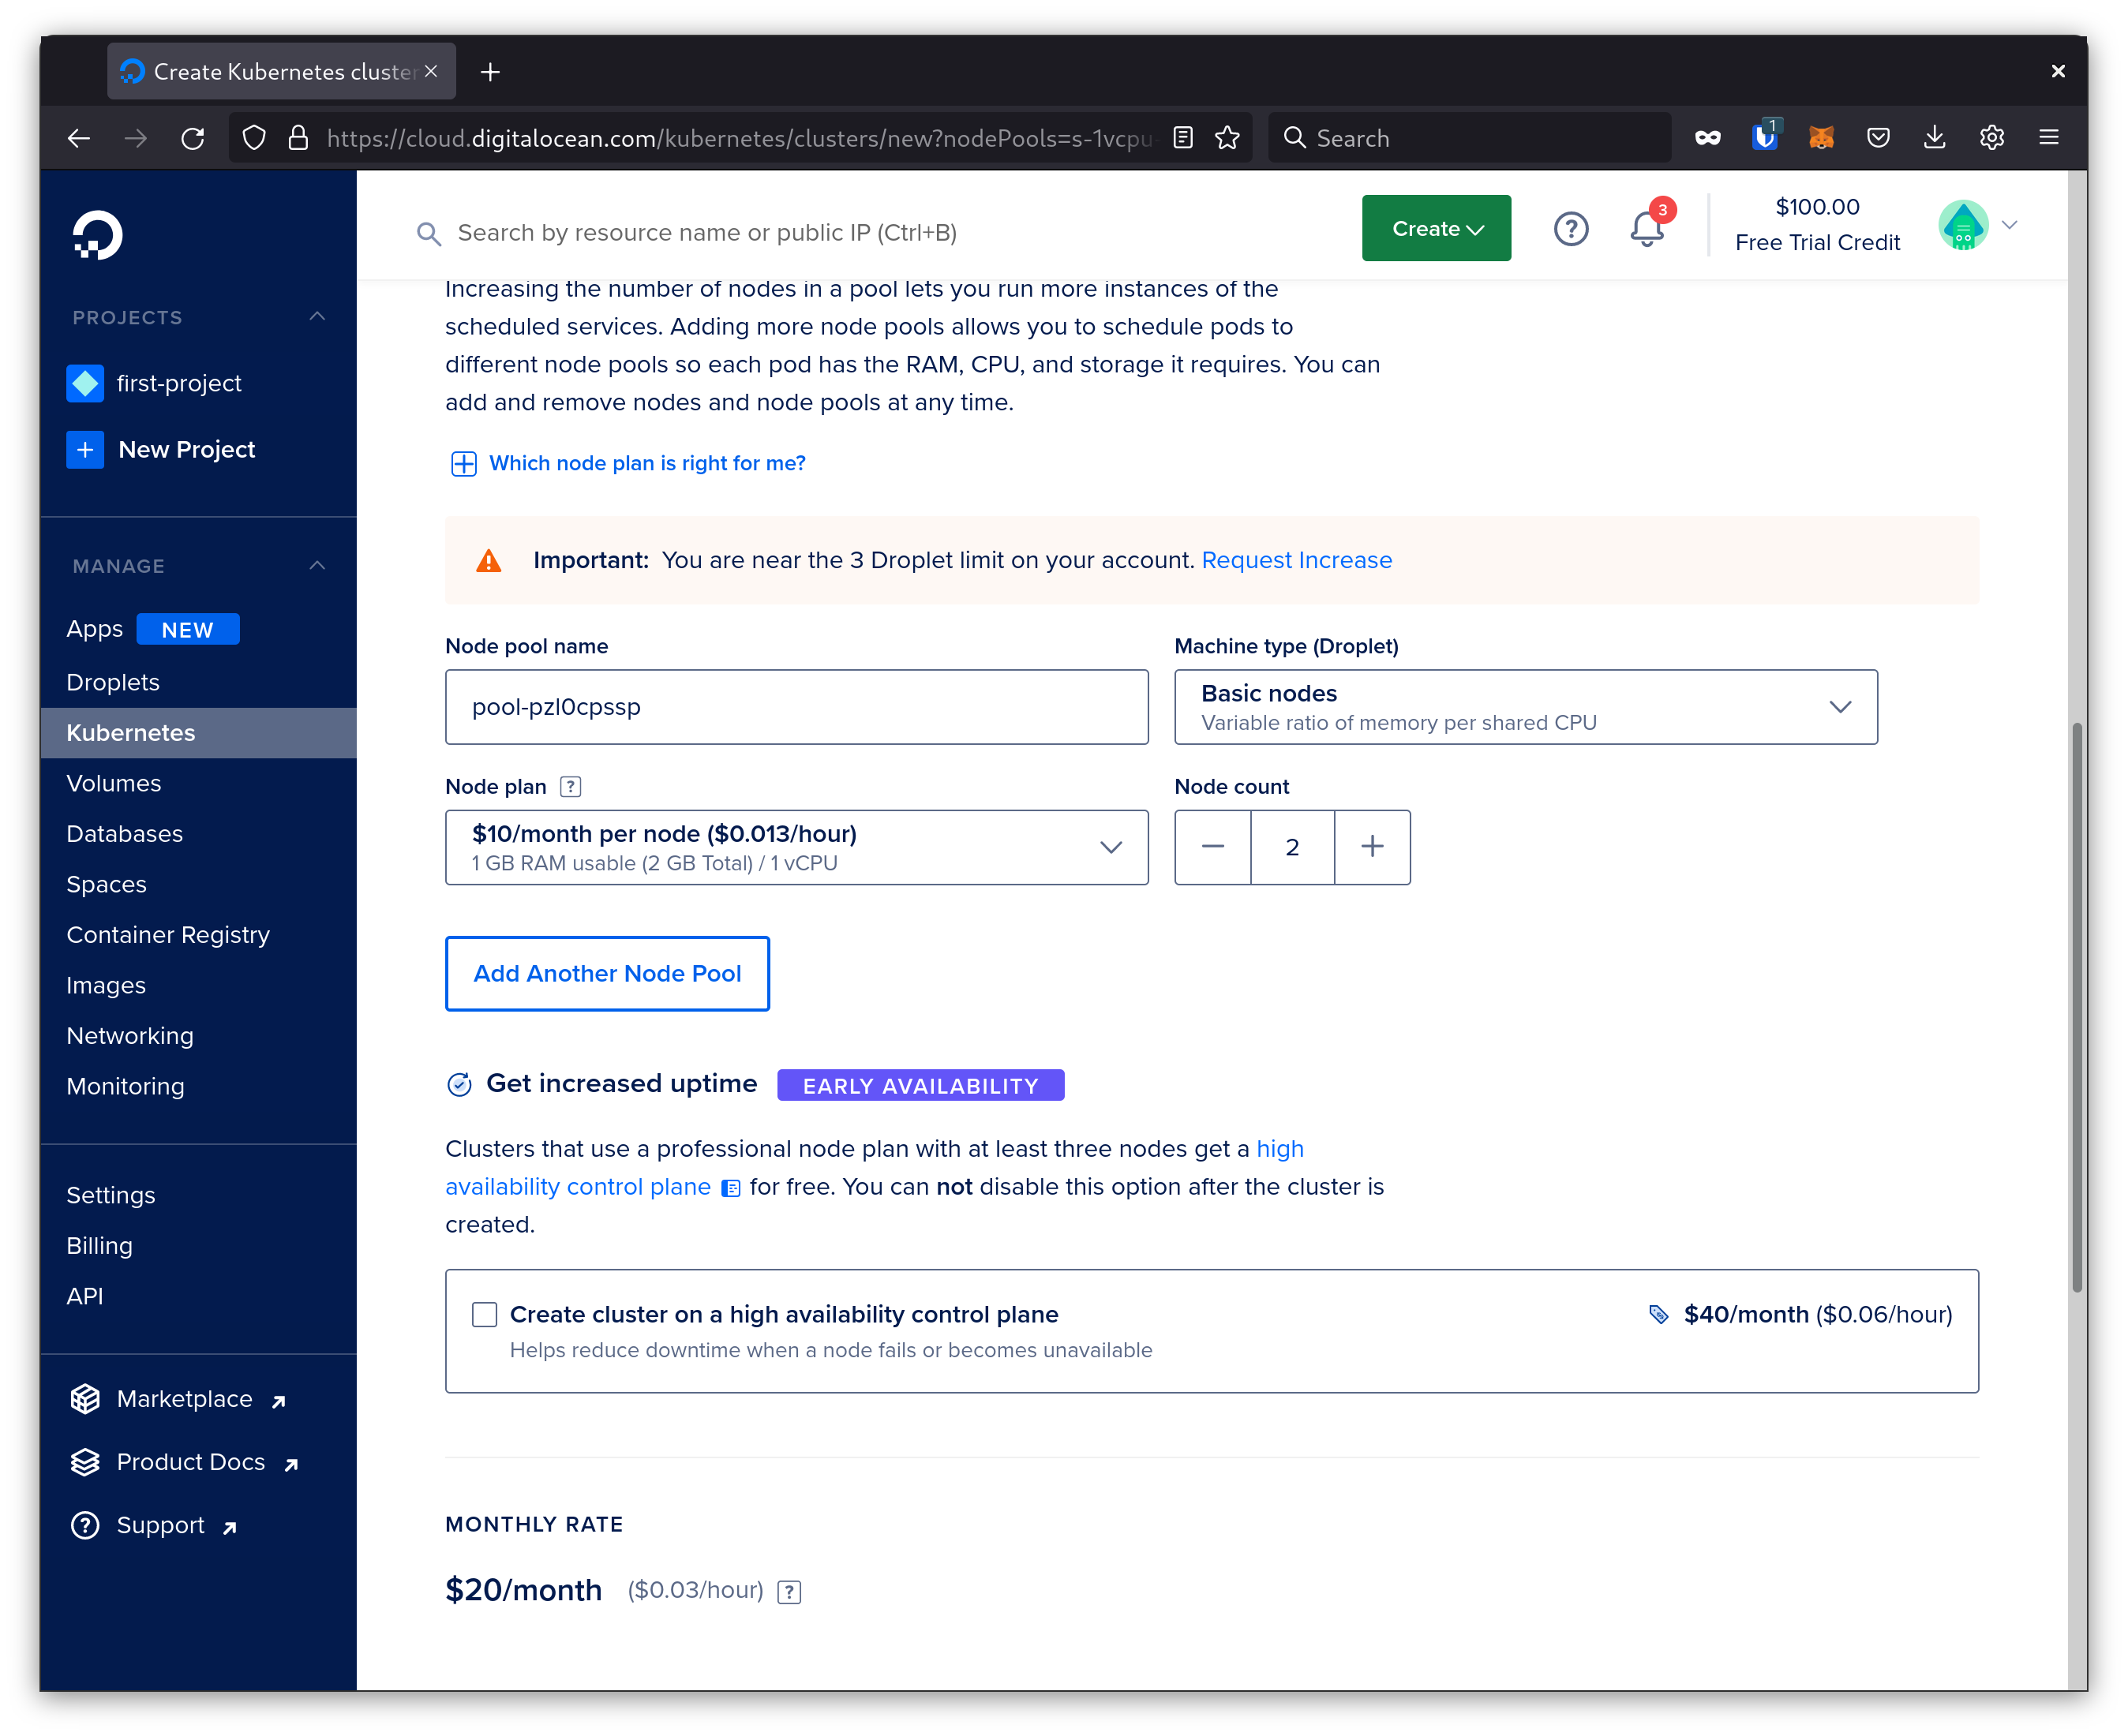 Create Kubernetes cluster
https://cloud.digitalocean.com/kubernetes/clusters/new?nodePools=s-1vcpu-
Search
1
Search by resource name or public IP (Ctrl+B)
Create
3
$100.00
Free Trial Credit
PROJECTS
first-project
New Project
MANAGE
Apps NEW
Droplets
Kubernetes
Volumes
Databases
Spaces
Container Registry
Images
Networking
Monitoring
Settings
Billing
API
Marketplace
Product Docs
Support
Increasing the number of nodes in a pool lets you run more instances of the
scheduled services. Adding more node pools allows you to schedule pods to
different node pools so each pod has the RAM, CPU, and storage it requires. You can
add and remove nodes and node pools at any time.
Which node plan is right for me?
Important: You are near the 3 Droplet limit on your account. Request Increase
Node pool name
pool-pzl0cpssp
Machine type (Droplet)
Basic nodes
Variable ratio of memory per shared CPU
Node plan ?
$10/month per node ($0.013/hour)
1 GB RAM usable (2 GB Total) / 1 vCPU
Node count
2
Add Another Node Pool
Get increased uptime EARLY AVAILABILITY
Clusters that use a professional node plan with at least three nodes get a high
availability control plane for free. You can not disable this option after the cluster is
created.
Create cluster on a high availability control plane
$40/month ($0.06/hour)
Helps reduce downtime when a node fails or becomes unavailable
MONTHLY RATE
$20/month ($0.03/hour) ?